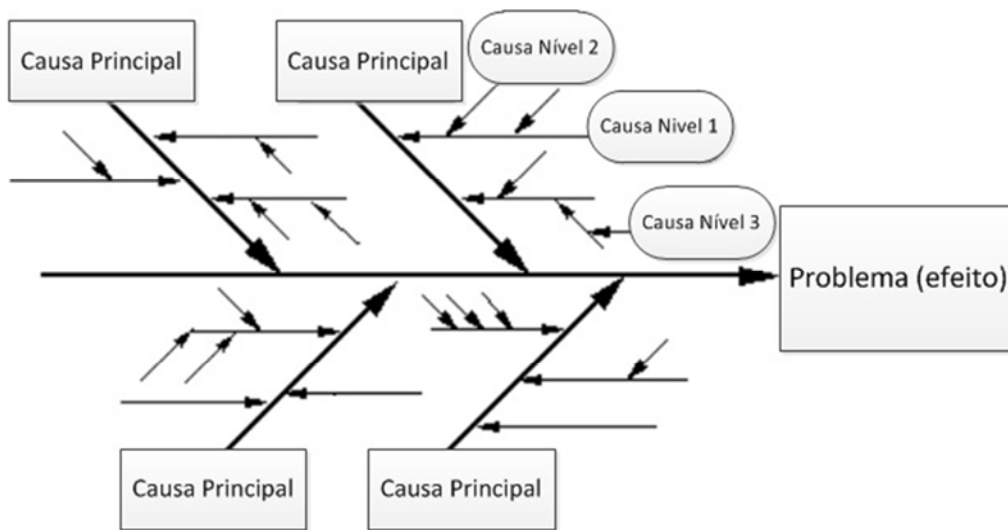 Causa Principal
Causa Principal
Causa Nível 2
Causa Nivel 1
Causa Nível 3
Problema (efeito)
Causa Principal
Causa Principal